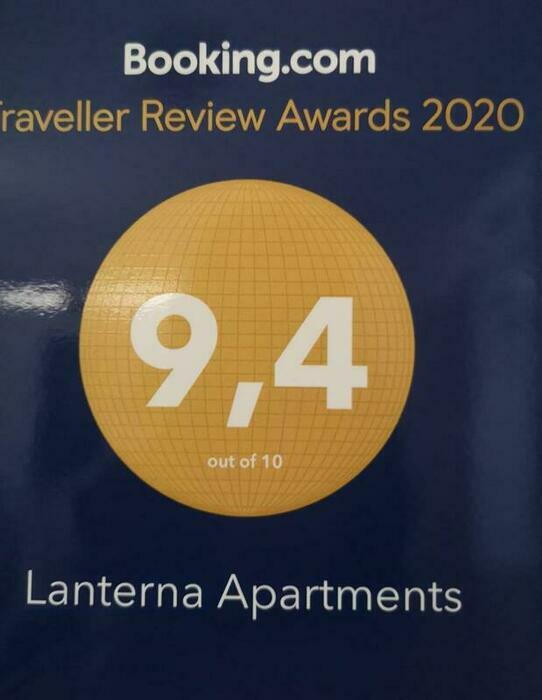 Booking.com
raveller Review Awards 2020
9,4
out of 10
Lanterna Apartments